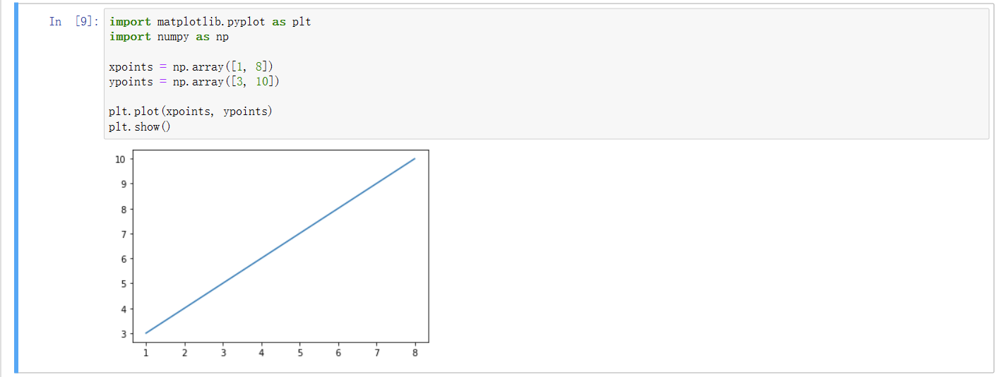 In [9]:
import matplotlib.pyplot as plt
import numpy as np
xpoints = np.array([1, 8])
ypoints = np.array([3, 10])
plt.plot(xpoints, ypoints)
plt.show()
10
9
8
7
6
5
4
3
1 2 3 4 5 6 7 8